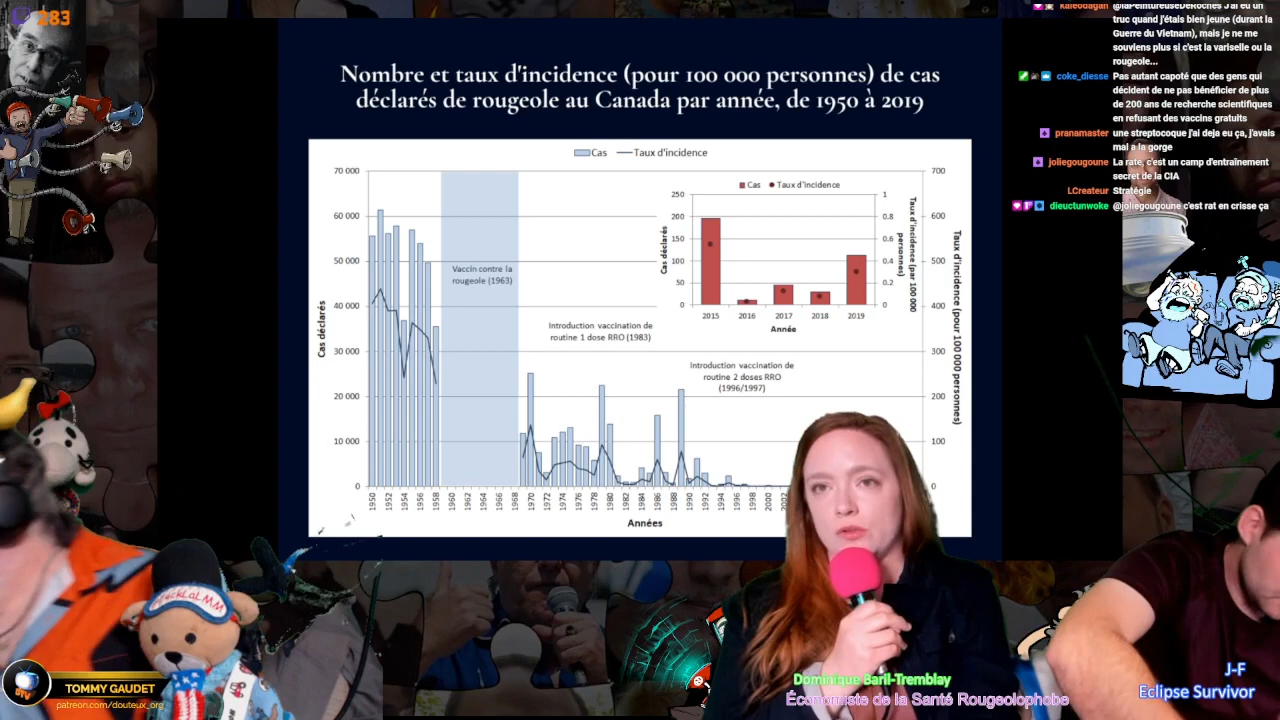 283
Nombre et taux d'incidence (pour 100 000 personnes) de cas
déclarés de rougeole au Canada par année, de 1950 à 2019
Cas
Taux d'incidence
70 000
60 000
50 000
40 000
30 000
20 000
10 000
0
Cas déclarés
Vaccin contre la
rougeole (1963)
Introduction vaccination de
routine 1 dose RRO (1983)
Introduction vaccination de
routine 2 doses RRO
(1996/1997)
Cas
Taux d'incidence
250
200
150
100
50
0
Cas déclarés
1
0.8
0.6
0.4
0.2
0
Taux d'incidence (par 100 000
personnes)
2015
2016
2017
2018
2019
Année
700
600
500
400
300
200
100
0
Taux d'incidence (pour 100 000 personnes)
1950
1952
1954
1956
1958
1960
1962
1964
1966
1968
1970
1972
1974
1976
1978
1980
1982
1984
1986
1988
1990
1992
1994
1996
1998
2000
2002
Années
kaleodagan @laPeintureuseDeRoches J'ai eu un
truc quand j'étais bien jeune (durant la
Guerre du Vietnam), mais je ne me
souviens plus si c'est la variselle ou la
rougeole...
coke_diesse Pas autant capoté que des gens qui
décident de ne pas bénéficier de plus
de 200 ans de recherche scientifiques
en refusant des vaccins gratuits
pranamaster une streptocoque j'ai deja eu ça, j'avais
mal a la gorge
joliegougoune La rate, c'est un camp d'entraînement
secret de la CIA
LCreateur Stratégie
dieuctunwoke @joliegougoune c'est rat en crisse ça
DTV
TOMMY GAUDET
patreon.com/douteux_org
Dominique Baril-Tremblay
Économiste de la Santé Rougeolophobe
J-F
Eclipse Survivor